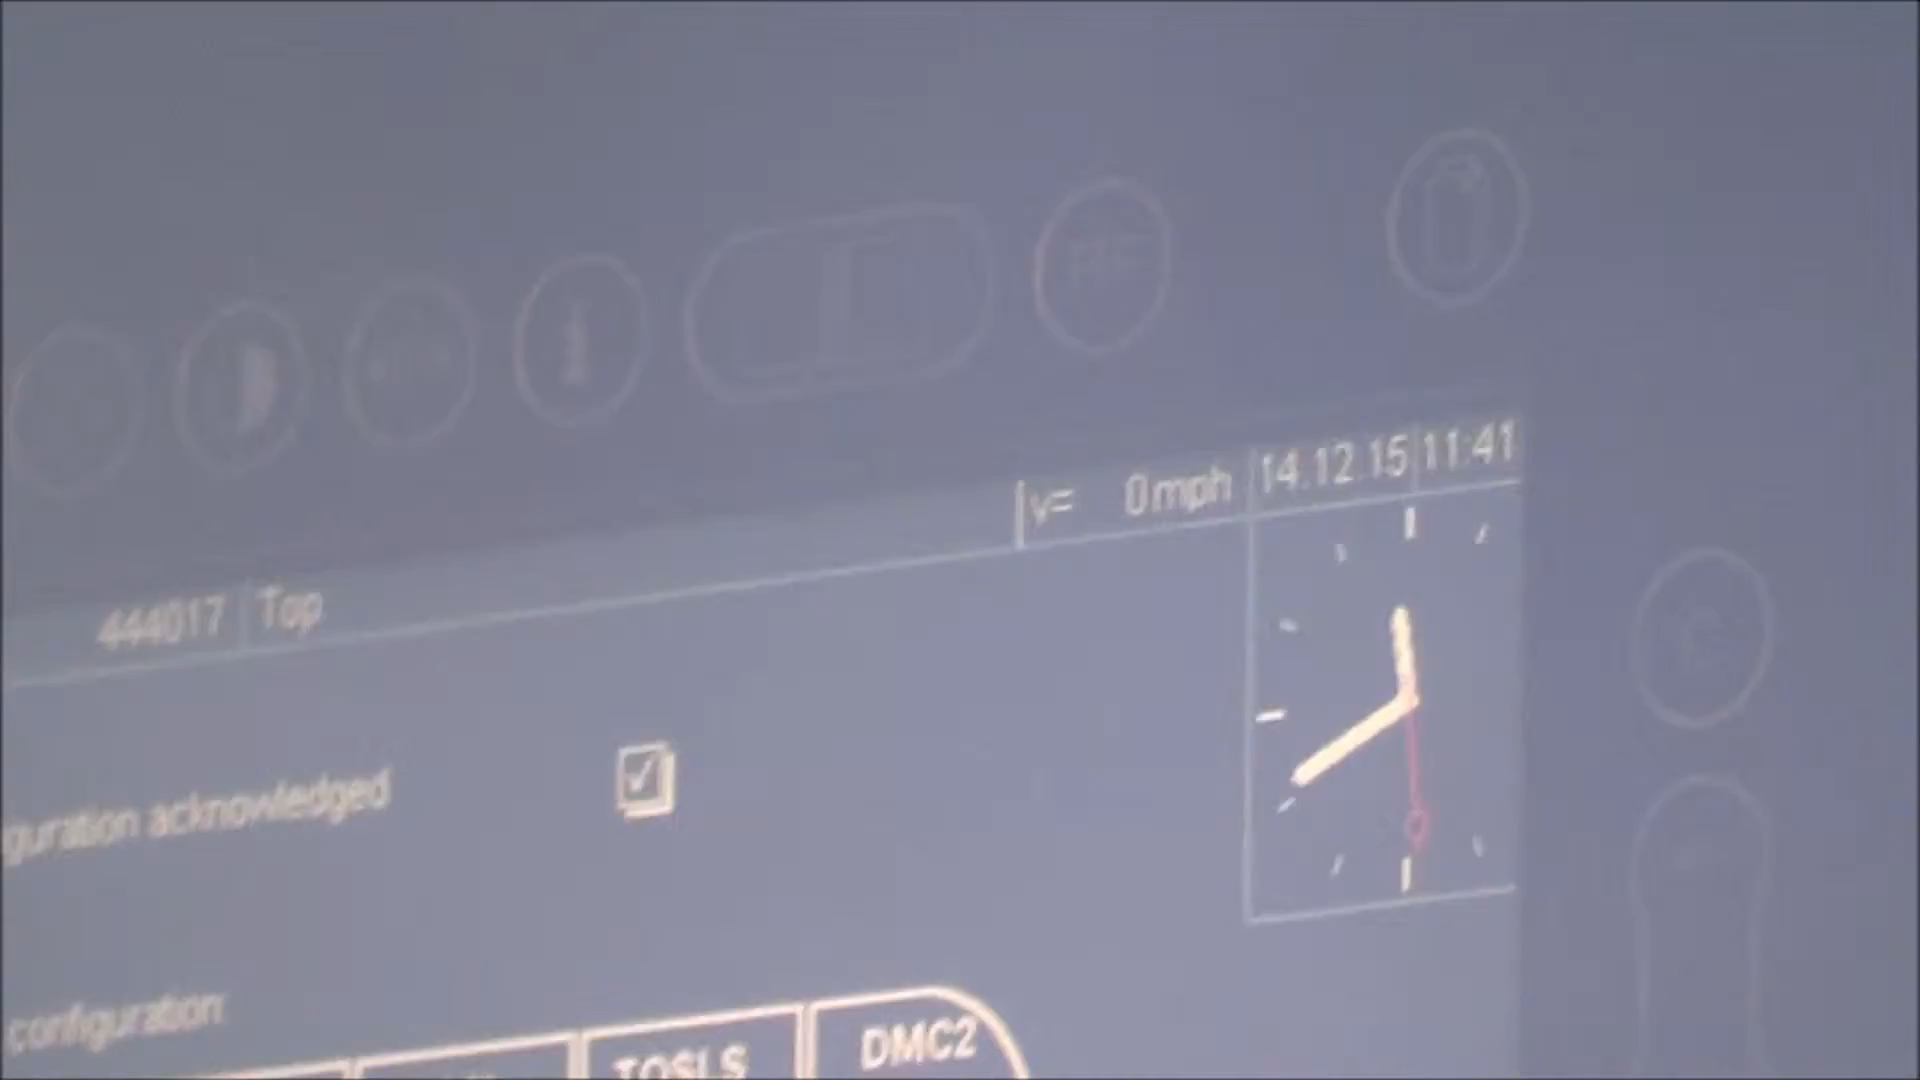 v= 0mph 14.12.15 11:41
444017 Top
guration acknowledged
configuration:
TOSLS DMC2